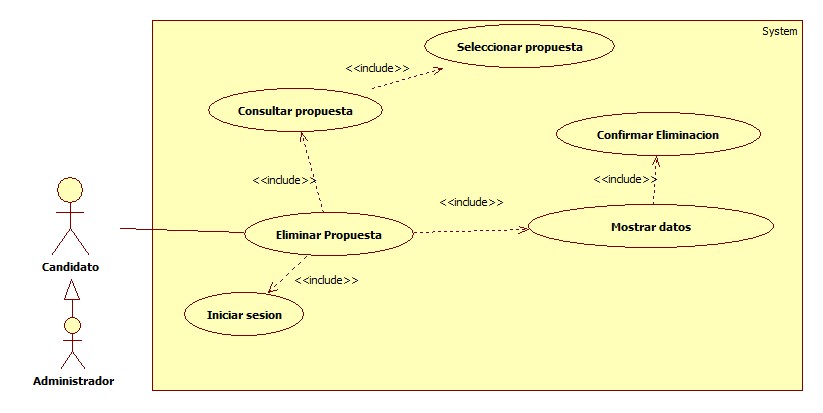 System
Seleccionar propuesta
<<include>>
Consultar propuesta
Confirmar Eliminacion
<<include>>
<<include>>
<<include>>
Eliminar Propuesta
Mostrar datos
Candidato
<<include>>
Iniciar sesion
Administrador